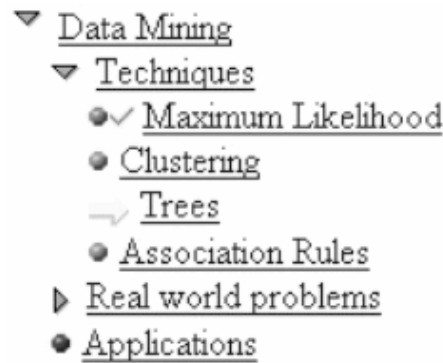 Data Mining
Techniques
Maximum Likelihood
Clustering
Trees
Association Rules
Real world problems
Applications